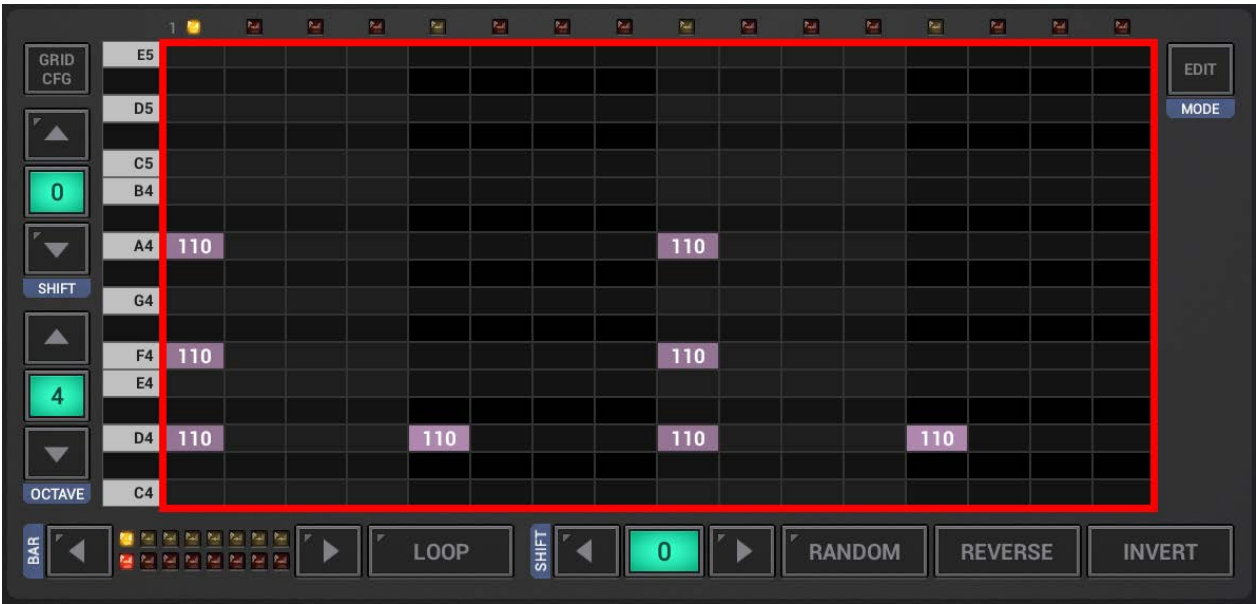 1
GRID
CFG
E5
EDIT
D5
MODE
C5
0
B4
A4 110 110
SHIFT
G4
F4 110 110
E4
4
D4 110 110 110 110
OCTAVE
C4
BAR
LOOP
SHIFT
0
RANDOM
REVERSE
INVERT